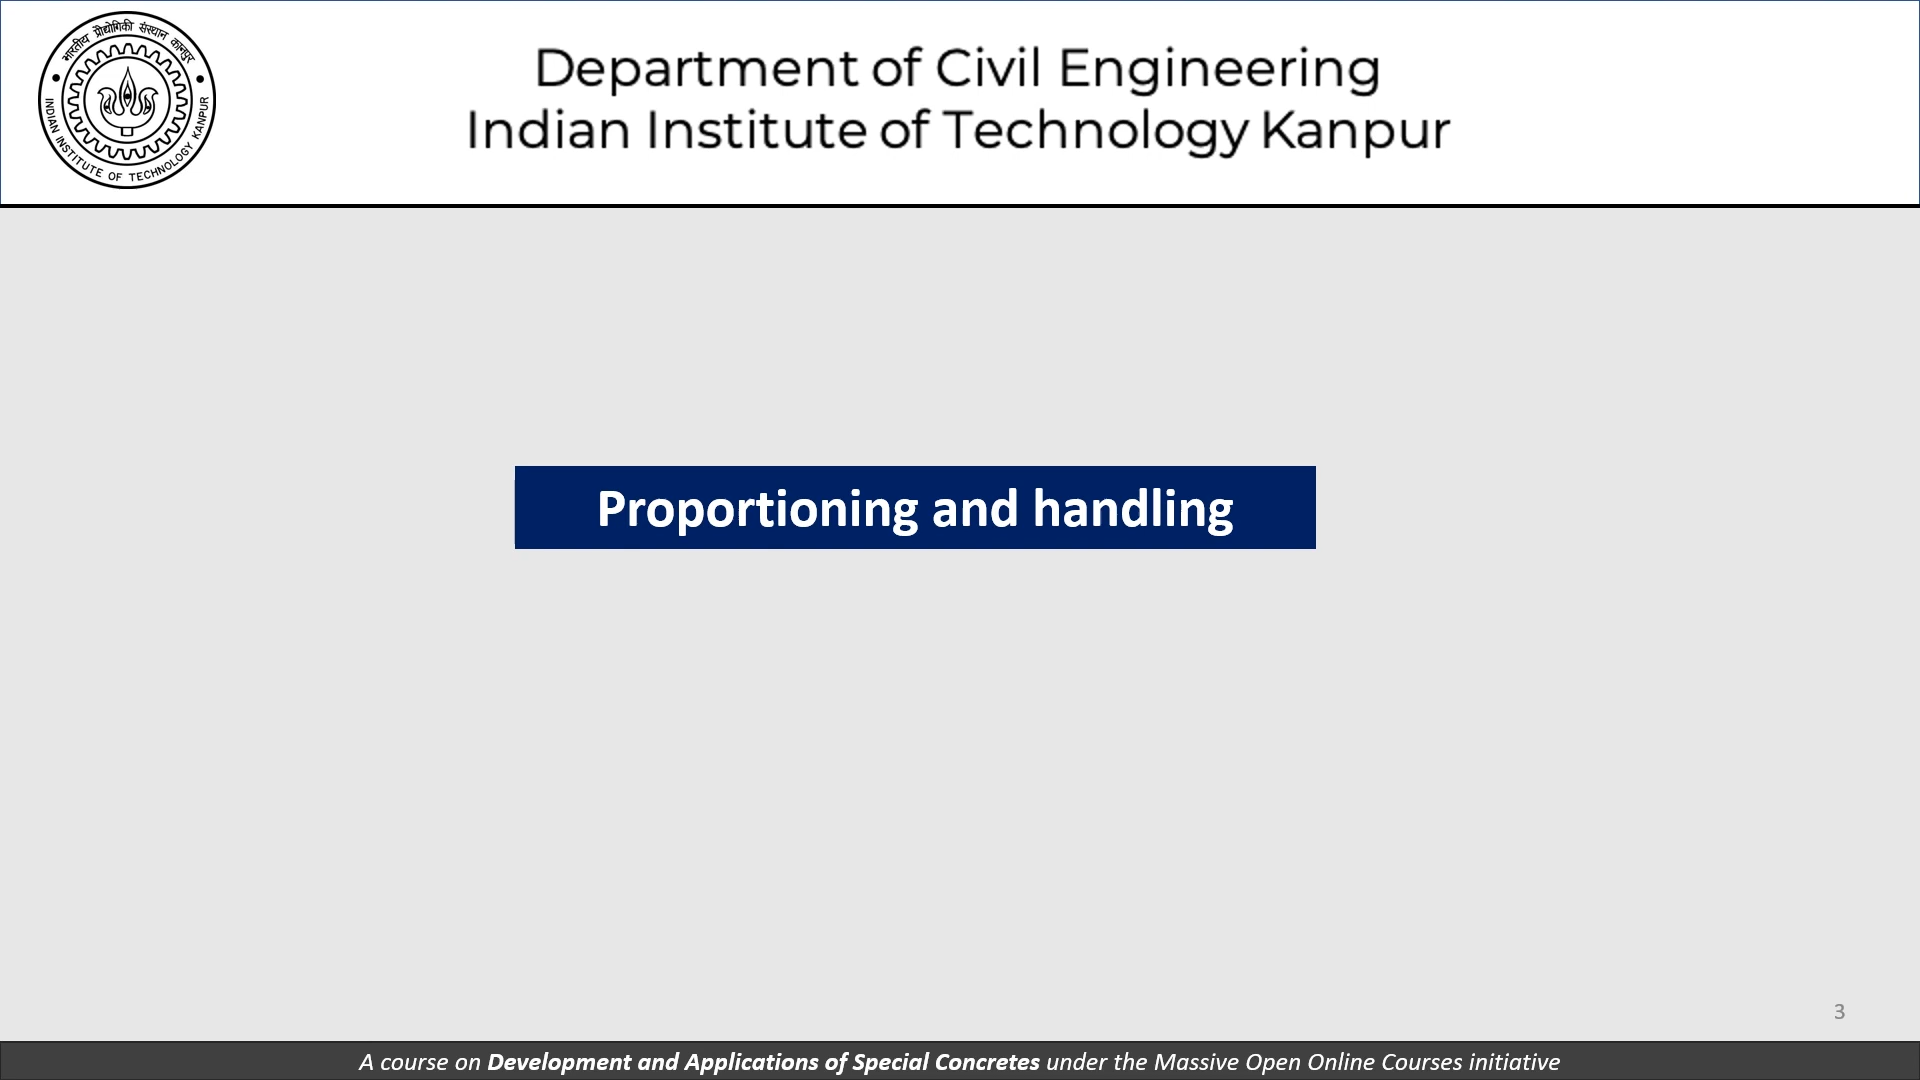 भारतीय प्रौद्योगिकी संस्थान कानपुर
INDIAN INSTITUTE OF TECHNOLOGY KANPUR
Department of Civil Engineering
Indian Institute of Technology Kanpur
Proportioning and handling
3
A course on Development and Applications of Special Concretes under the Massive Open Online Courses initiative